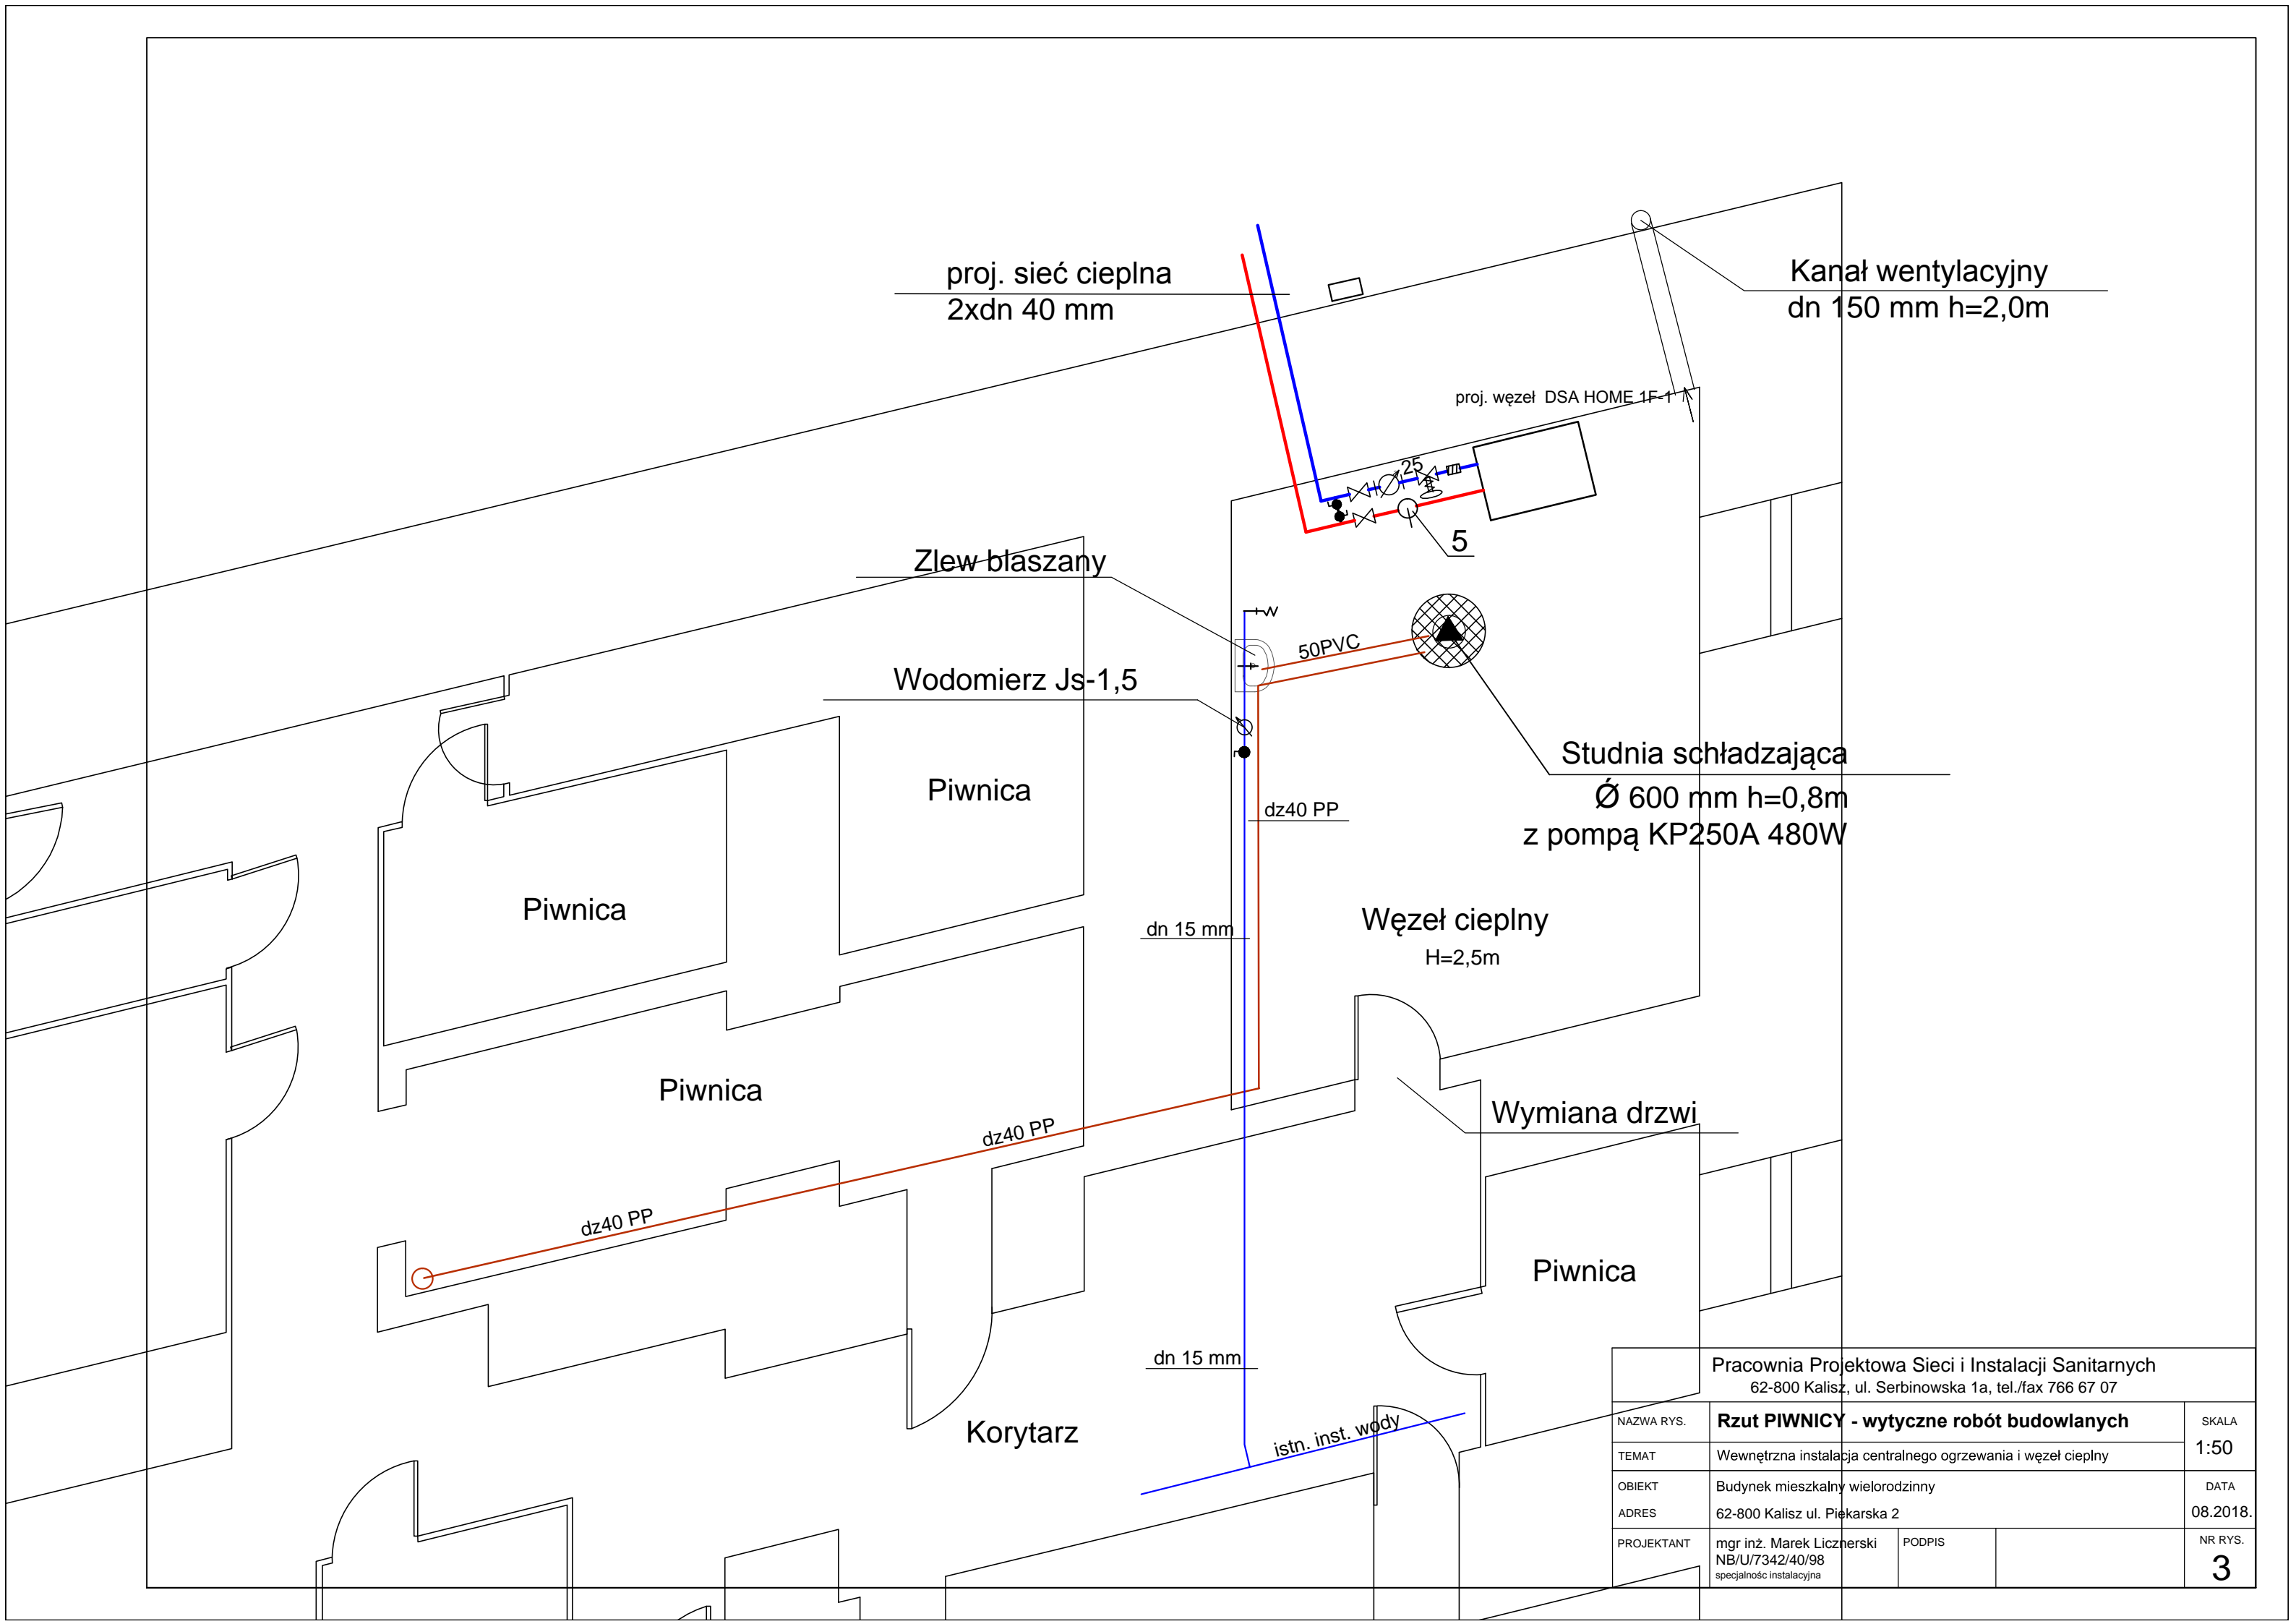 proj. sieć cieplna
2xdn 40 mm
Kanał wentylacyjny
dn 150 mm h=2,0m
proj. węzeł DSA HOME 1F-1
25
5
Zlew blaszany
50PVC
Wodomierz Js-1,5
Studnia schładzająca
Ø 600 mm h=0,8m
z pompą KP250A 480W
Piwnica
dz40 PP
Piwnica
dn 15 mm
Węzeł cieplny
H=2,5m
Piwnica
Wymiana drzwi
dz40 PP
dz40 PP
Piwnica
dn 15 mm
Korytarz
istn. inst. wody
Pracownia Projektowa Sieci i Instalacji Sanitarnych
62-800 Kalisz, ul. Serbinowska 1a, tel./fax 766 67 07
NAZWA RYS. Rzut PIWNICY - wytyczne robót budowlanych SKALA
1:50
TEMAT Wewnętrzna instalacja centralnego ogrzewania i węzeł cieplny
OBIEKT Budynek mieszkalny wielorodzinny DATA
ADRES 62-800 Kalisz ul. Piekarska 2 08.2018.
PROJEKTANT mgr inż. Marek Licznerski PODPIS NR RYS.
NB/U/7342/40/98
specjalnośc instalacyjna
3